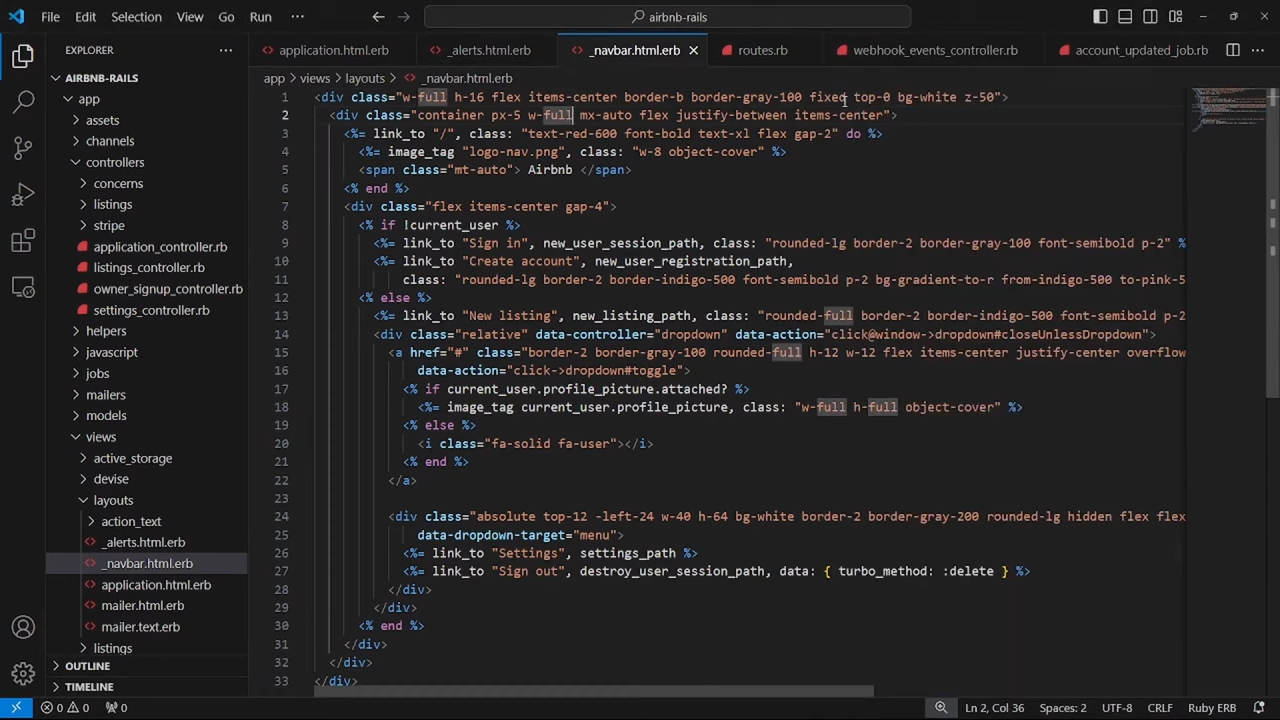 File Edit Selection View Go Run ··· airbnb-rails
EXPLORER
application.html.erb _alerts.html.erb _navbar.html.erb routes.rb webhook_events_controller.rb account_updated_job.rb
AIRBNB-RAILS
app
assets
channels
controllers
concerns
listings
stripe
application_controller.rb
listings_controller.rb
owner_signup_controller.rb
settings_controller.rb
helpers
javascript
jobs
mailers
models
views
active_storage
devise
layouts
action_text
_alerts.html.erb
_navbar.html.erb
application.html.erb
mailer.html.erb
mailer.text.erb
listings
OUTLINE
TIMELINE
app > views > layouts > _navbar.html.erb
1 <div class="w-full h-16 flex items-center border-b border-gray-100 fixed top-0 bg-white z-50">
2 <div class="container px-5 w-full mx-auto flex justify-between items-center">
3 <%= link_to "/", class: "text-red-600 font-bold text-xl flex gap-2" do %>
4 <%= image_tag "logo-nav.png", class: "w-8 object-cover" %>
5 <span class="mt-auto"> Airbnb </span>
6 <% end %>
7 <div class="flex items-center gap-4">
8 <% if !current_user %>
9 <%= link_to "Sign in", new_user_session_path, class: "rounded-lg border-2 border-gray-100 font-semibold p-2" %
10 <%= link_to "Create account", new_user_registration_path,
11 class: "rounded-lg border-2 border-indigo-500 font-semibold p-2 bg-gradient-to-r from-indigo-500 to-pink-5
12 <% else %>
13 <%= link_to "New listing", new_listing_path, class: "rounded-full border-2 border-indigo-500 font-semibold p-2
14 <div class="relative" data-controller="dropdown" data-action="click@window->dropdown#closeUnlessDropdown">
15 <a href="#" class="border-2 border-gray-100 rounded-full h-12 w-12 flex items-center justify-center overflow
16 data-action="click->dropdown#toggle">
17 <% if current_user.profile_picture.attached? %>
18 <%= image_tag current_user.profile_picture, class: "w-full h-full object-cover" %>
19 <% else %>
20 <i class="fa-solid fa-user"></i>
21 <% end %>
22 </a>
23
24 <div class="absolute top-12 -left-24 w-40 h-64 bg-white border-2 border-gray-200 rounded-lg hidden flex flex
25 data-dropdown-target="menu">
26 <%= link_to "Settings", settings_path %>
27 <%= link_to "Sign out", destroy_user_session_path, data: { turbo_method: :delete } %>
28 </div>
29 </div>
30 <% end %>
31 </div>
32 </div>
33 </div>
0 0 0 Ln 2, Col 36 Spaces: 2 UTF-8 CRLF Ruby ERB